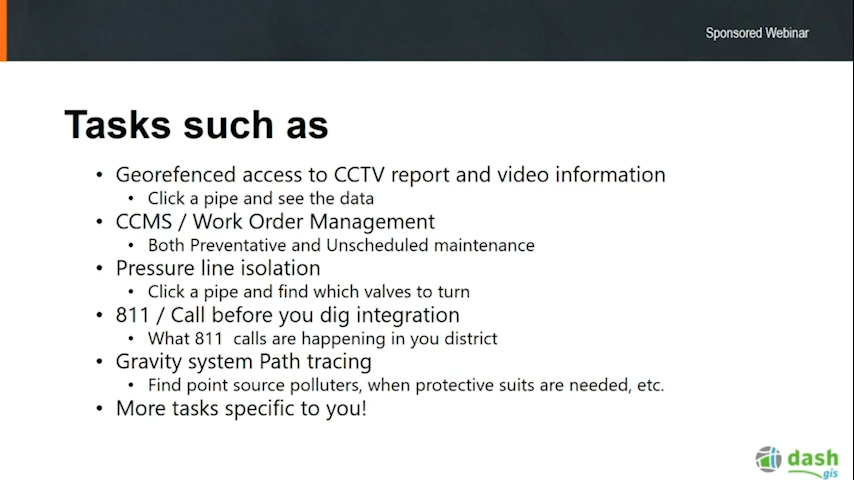 Sponsored Webinar
Tasks such as
• Georefenced access to CCTV report and video information
• Click a pipe and see the data
• CCMS / Work Order Management
• Both Preventative and Unscheduled maintenance
• Pressure line isolation
• Click a pipe and find which valves to turn
• 811 / Call before you dig integration
• What 811 calls are happening in you district
• Gravity system Path tracing
• Find point source polluters, when protective suits are needed, etc.
• More tasks specific to you!
dash
gis